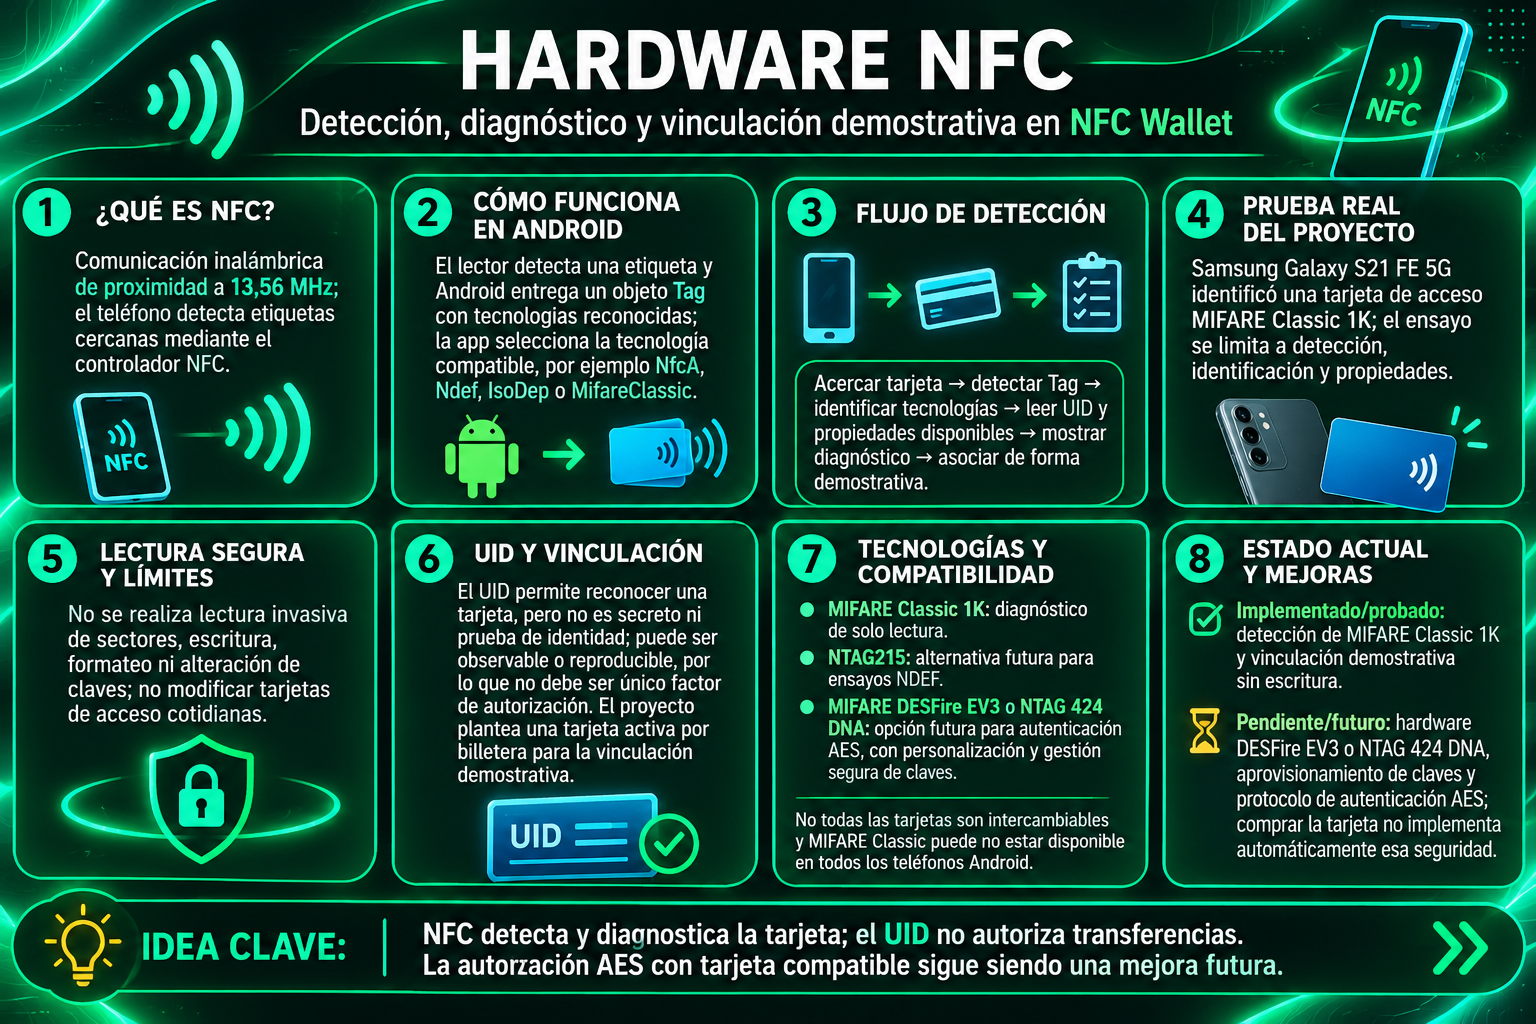 HARDWARE NFC
Detección, diagnóstico y vinculación demostrativa en NFC Wallet
NFC
1
¿QUÉ ES NFC?
Comunicación inalámbrica
de proximidad a 13,56 MHz;
el teléfono detecta etiquetas
cercanas mediante el
controlador NFC.
NFC
2
CÓMO FUNCIONA
EN ANDROID
El lector detecta una etiqueta y
Android entrega un objeto Tag
con tecnologias reconocidas;
la app selecciona la tecnología
compatible, por ejemplo NfcA,
Ndef, IsoDep o MifareClassic.
3
FLUJO DE DETECCIÓN
Acercar tarjeta → detectar Tag →
identificar tecnologías → leer UID y
propiedades disponibles → mostrar
diagnóstico → asociar de forma
demostrativa.
4
PRUEBA REAL
DEL PROYECTO
Samsung Galaxy S21 FE 5G
identificó una tarjeta de acceso
MIFARE Classic 1K; el ensayo
se limita a detección,
identificación y propiedades.
5
LECTURA SEGURA
Y LÍMITES
No se realiza lectura invasiva
de sectores, escritura,
formateo ni alteración de
claves; no modificar tarjetas
de acceso cotidianas.
6
UID Y VINCULACIÓN
El UID permite reconocer una
tarjeta, pero no es secreto ni
prueba de identidad; puede ser
observable o reproducible, por
lo que no debe ser único factor
de autorización. El proyecto
plantea una tarjeta activa por
billetera para la vinculación
demostrativa.
UID
7
TECNOLOGÍAS Y
COMPATIBILIDAD
MIFARE Classic 1K: diagnóstico
de solo lectura.
NTAG215: alternativa futura para
ensayos NDEF.
MIFARE DESFire EV3 o NTAG 424
DNA: opción futura para autenticación
AES, con personalización y gestión
segura de claves.
No todas las tarjetas son intercambiables
y MIFARE Classic puede no estar disponible
en todos los teléfonos Android.
8
ESTADO ACTUAL
Y MEJORAS
Implementado/probado:
detección de MIFARE Classic 1K
y vinculación demostrativa
sin escritura.
Pendiente/futuro: hardware
DESFire EV3 o NTAG 424 DNA,
aprovisionamiento de claves y
protocolo de autenticación AES;
comprar la tarjeta no implementa
automáticamente esa seguridad.
IDEA CLAVE:
NFC detecta y diagnostica la tarjeta; el UID no autoriza transferencias.
La autorzación AES con tarjeta compatible sigue siendo una mejora futura.